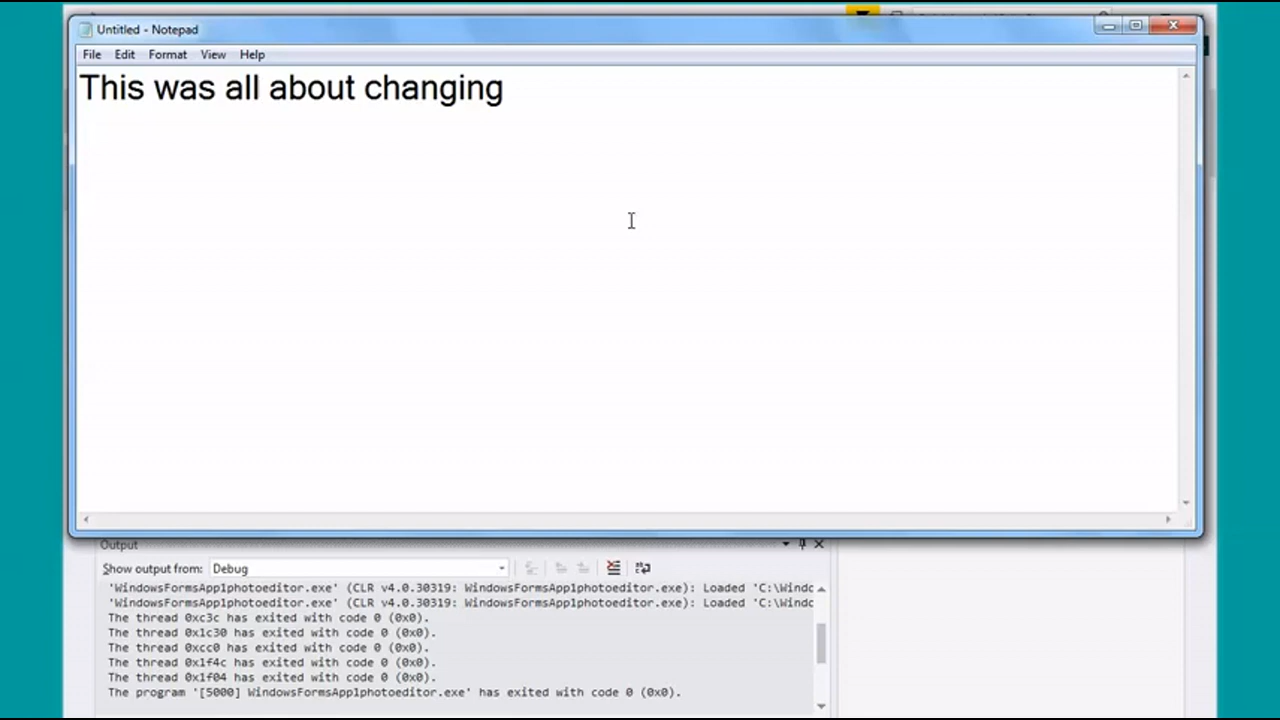 Untitled - Notepad
File Edit Format View Help
This was all about changing
Output
Show output from: Debug
'WindowsFormsApp1photoeditor.exe' (CLR v4.0.30319: WindowsFormsApp1photoeditor.exe): Loaded 'C:\Windc
'WindowsFormsApp1photoeditor.exe' (CLR v4.0.30319: WindowsFormsApp1photoeditor.exe): Loaded 'C:\Windc
The thread 0xc3c has exited with code 0 (0x0).
The thread 0x1c30 has exited with code 0 (0x0).
The thread 0xcc0 has exited with code 0 (0x0).
The thread 0x1f4c has exited with code 0 (0x0).
The thread 0x1f04 has exited with code 0 (0x0).
The program '[5000] WindowsFormsApp1photoeditor.exe' has exited with code 0 (0x0).